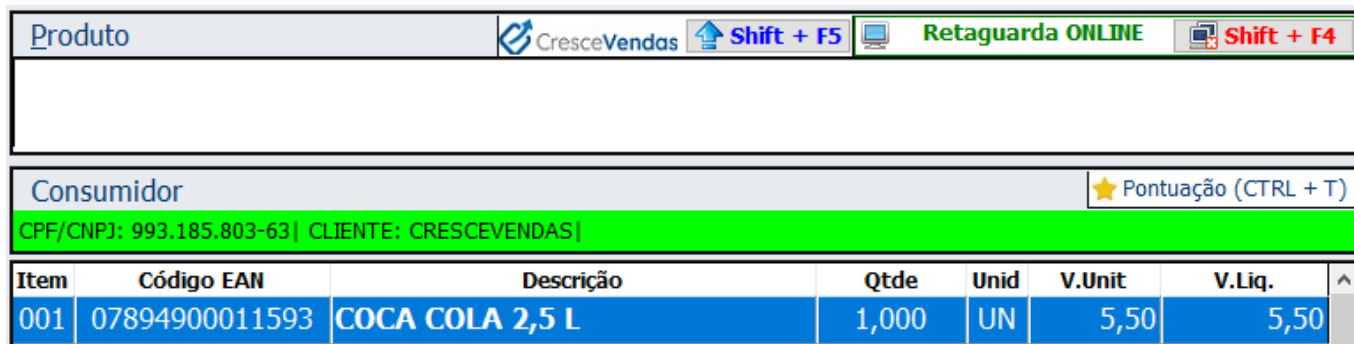 Produto CresceVendas Shift + F5 Retaguarda ONLINE Shift + F4
Consumidor Pontuação (CTRL + T)
CPF/CNPJ: 993.185.803-63| CLIENTE: CRESCEVENDAS|
Item Código EAN Descrição Qtde Unid V.Unit V.Liq.
001 07894900011593 COCA COLA 2,5 L 1,000 UN 5,50 5,50